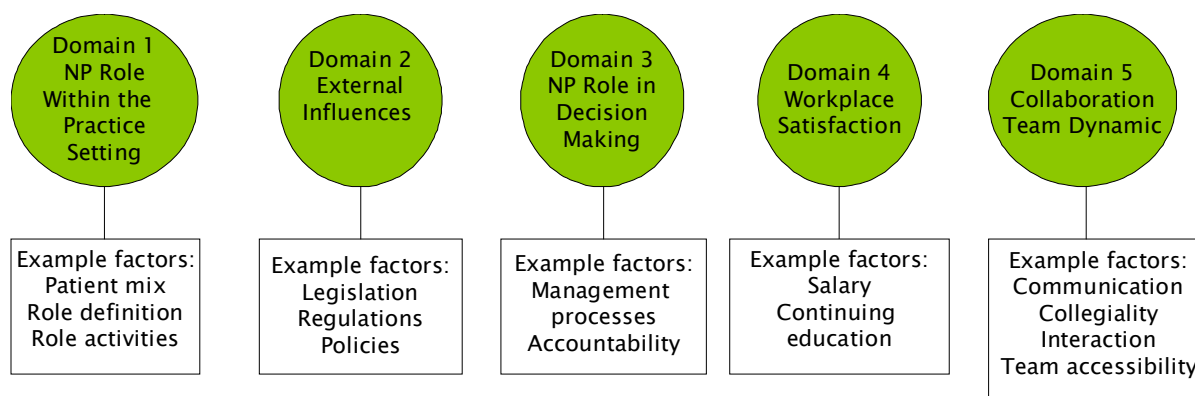 Domain 1
NP Role
Within the
Practice
Setting
Domain 2
External
Influences
Domain 3
NP Role in
Decision
Making
Domain 4
Workplace
Satisfaction
Domain 5
Collaboration
Team Dynamic
Example factors:
Patient mix
Role definition
Role activities
Example factors:
Legislation
Regulations
Policies
Example factors:
Management
processes
Accountability
Example factors:
Salary
Continuing
education
Example factors:
Communication
Collegiality
Interaction
Team accessibility